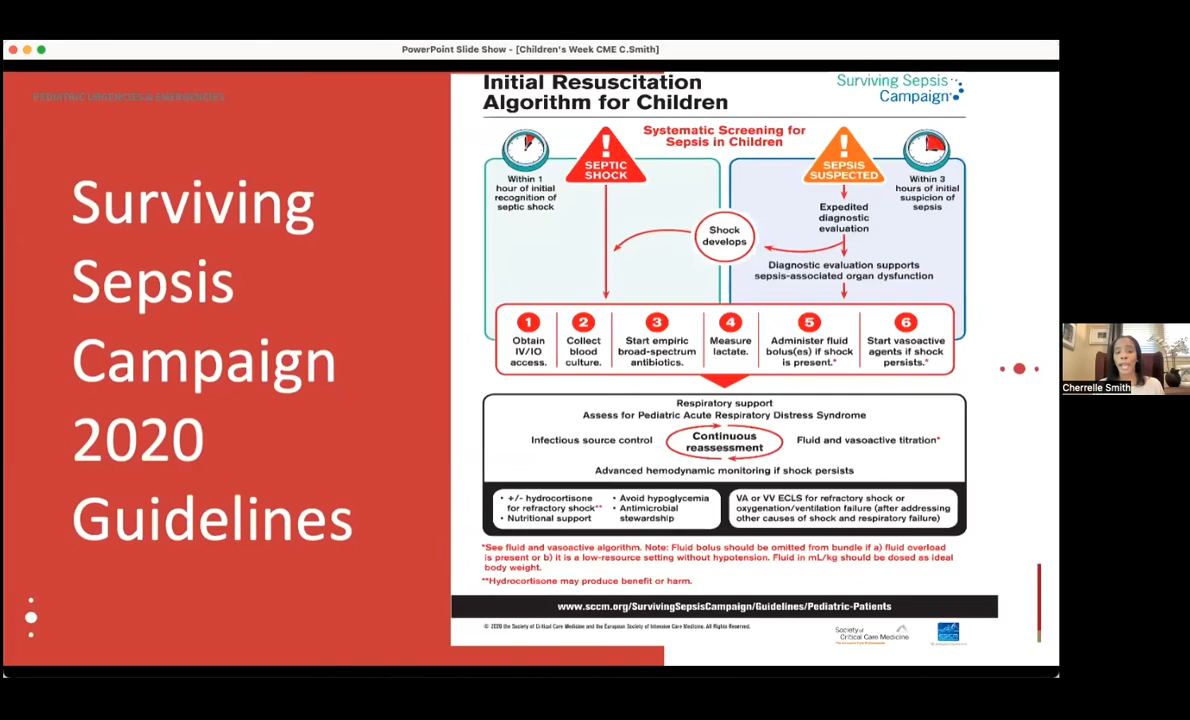 PowerPoint Slide Show - [Children's Week CME C.Smith]
PEDIATRIC URGENCIES & EMERGENCIES
Surviving
Sepsis
Campaign
2020
Guidelines
Initial Resuscitation
Algorithm for Children
Surviving Sepsis
Campaign
Systematic Screening for
Sepsis in Children
Within 1
hour of initial
recognition of
septic shock
!
SEPTIC
SHOCK
!
SEPSIS
SUSPECTED
Within 3
hours of initial
suspicion of
sepsis
Expedited
diagnostic
evaluation
Shock
develops
Diagnostic evaluation supports
sepsis-associated organ dysfunction
1
Obtain
IV/IO
access.
2
Collect
blood
culture.
3
Start empiric
broad-spectrum
antibiotics.
4
Measure
lactate.
5
Administer fluid
bolus(es) if shock
is present.*
6
Start vasoactive
agents if shock
persists.*
Respiratory support
Assess for Pediatric Acute Respiratory Distress Syndrome
Infectious source control
Continuous
reassessment
Fluid and vasoactive titration*
Advanced hemodynamic monitoring if shock persists
• +/- hydrocortisone
for refractory shock**
• Nutritional support
• Avoid hypoglycemia
• Antimicrobial
stewardship
VA or VV ECLS for refractory shock or
oxygenation/ventilation failure (after addressing
other causes of shock and respiratory failure)
*See fluid and vasoactive algorithm. Note: Fluid bolus should be omitted from bundle if a) fluid overload
is present or b) it is a low-resource setting without hypotension. Fluid in mL/kg should be dosed as ideal
body weight.
**Hydrocortisone may produce benefit or harm.
www.sccm.org/SurvivingSepsisCampaign/Guidelines/Pediatric-Patients
© 2020 the Society of Critical Care Medicine and the European Society of Intensive Care Medicine. All Rights Reserved.
Society of
Critical Care Medicine
Cherrelle Smith